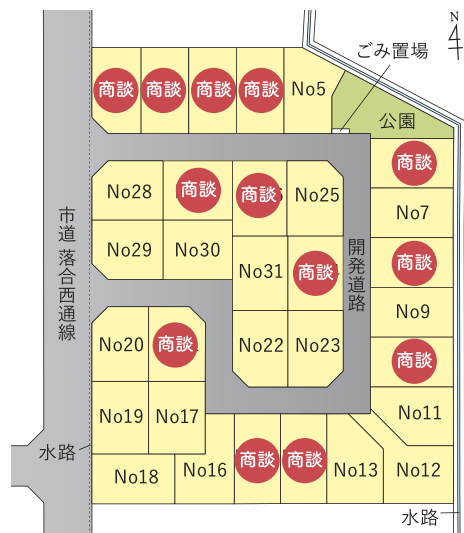 N
ごみ置場
商談
商談
商談
商談
No5
公園
商談
No28
商談
商談
No25
No7
市道 落合西通線
No29
No30
No31
商談
開発道路
商談
No9
No20
商談
No22
No23
商談
No19
No17
No11
水路
No18
No16
商談
商談
No13
No12
水路